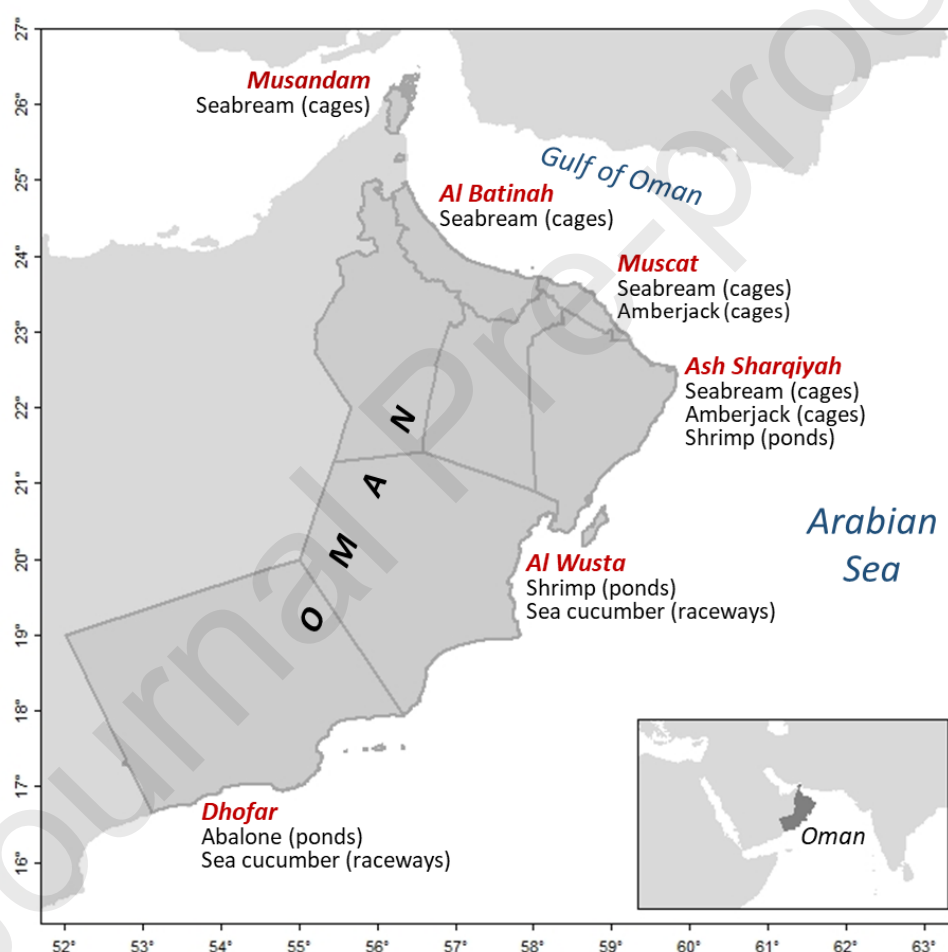 27°
26°
25°
24°
23°
22°
21°
20°
19°
18°
17°
16°
Musandam
Seabream (cages)
Gulf of Oman
Al Batinah
Seabream (cages)
Muscat
Seabream (cages)
Amberjack (cages)
Ash Sharqiyah
Seabream (cages)
Amberjack (cages)
Shrimp (ponds)
OMAN
Arabian
Sea
Al Wusta
Shrimp (ponds)
Sea cucumber (raceways)
Dhofar
Abalone (ponds)
Sea cucumber (raceways)
Oman
52° 53° 54° 55° 56° 57° 58° 59° 60° 61° 62° 63°
Journal Pre-proo